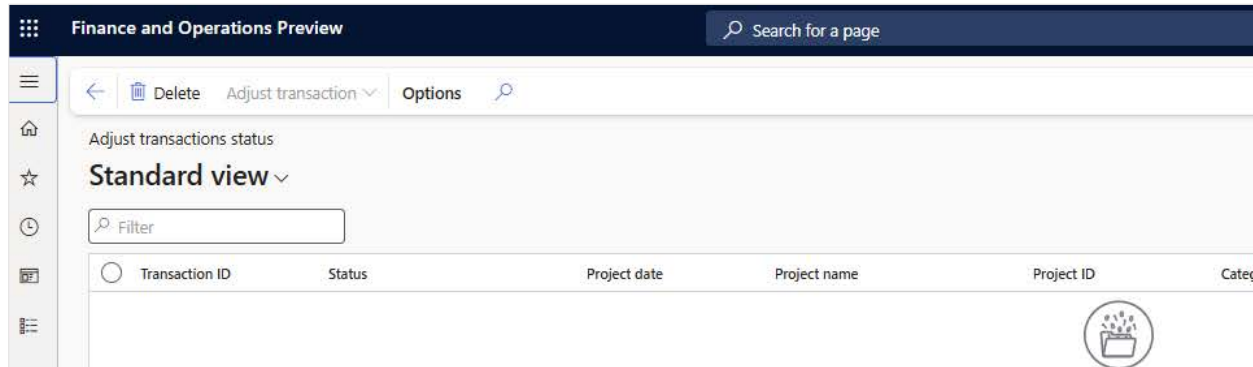 Finance and Operations Preview
Search for a page
Delete Adjust transaction Options
Adjust transactions status
Standard view
Filter
Transaction ID Status Project date Project name Project ID Categ